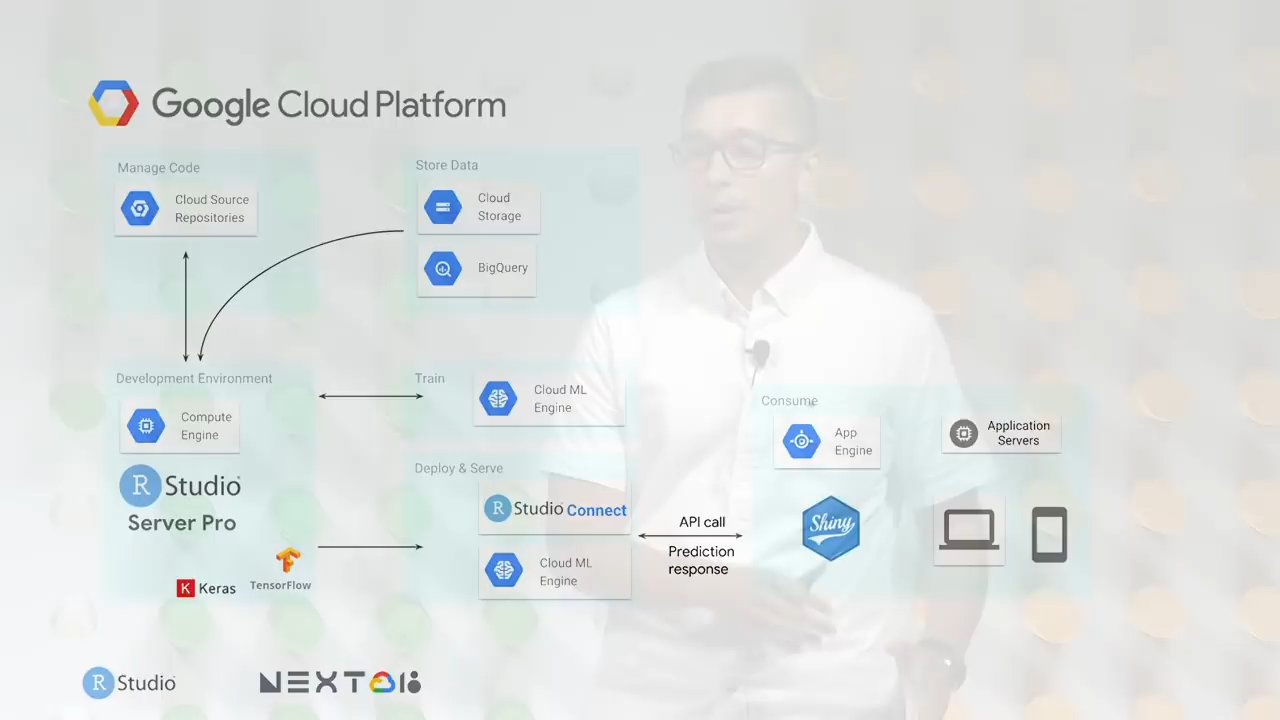 Google Cloud Platform
Manage Code
Cloud Source
Repositories
Store Data
Cloud
Storage
BigQuery
Development Environment
Compute
Engine
R Studio
Server Pro
K Keras
TensorFlow
Train
Cloud ML
Engine
Deploy & Serve
R Studio Connect
Cloud ML
Engine
API call
Prediction
response
Consume
App
Engine
Application
Servers
Shiny
R Studio
NEXT 18